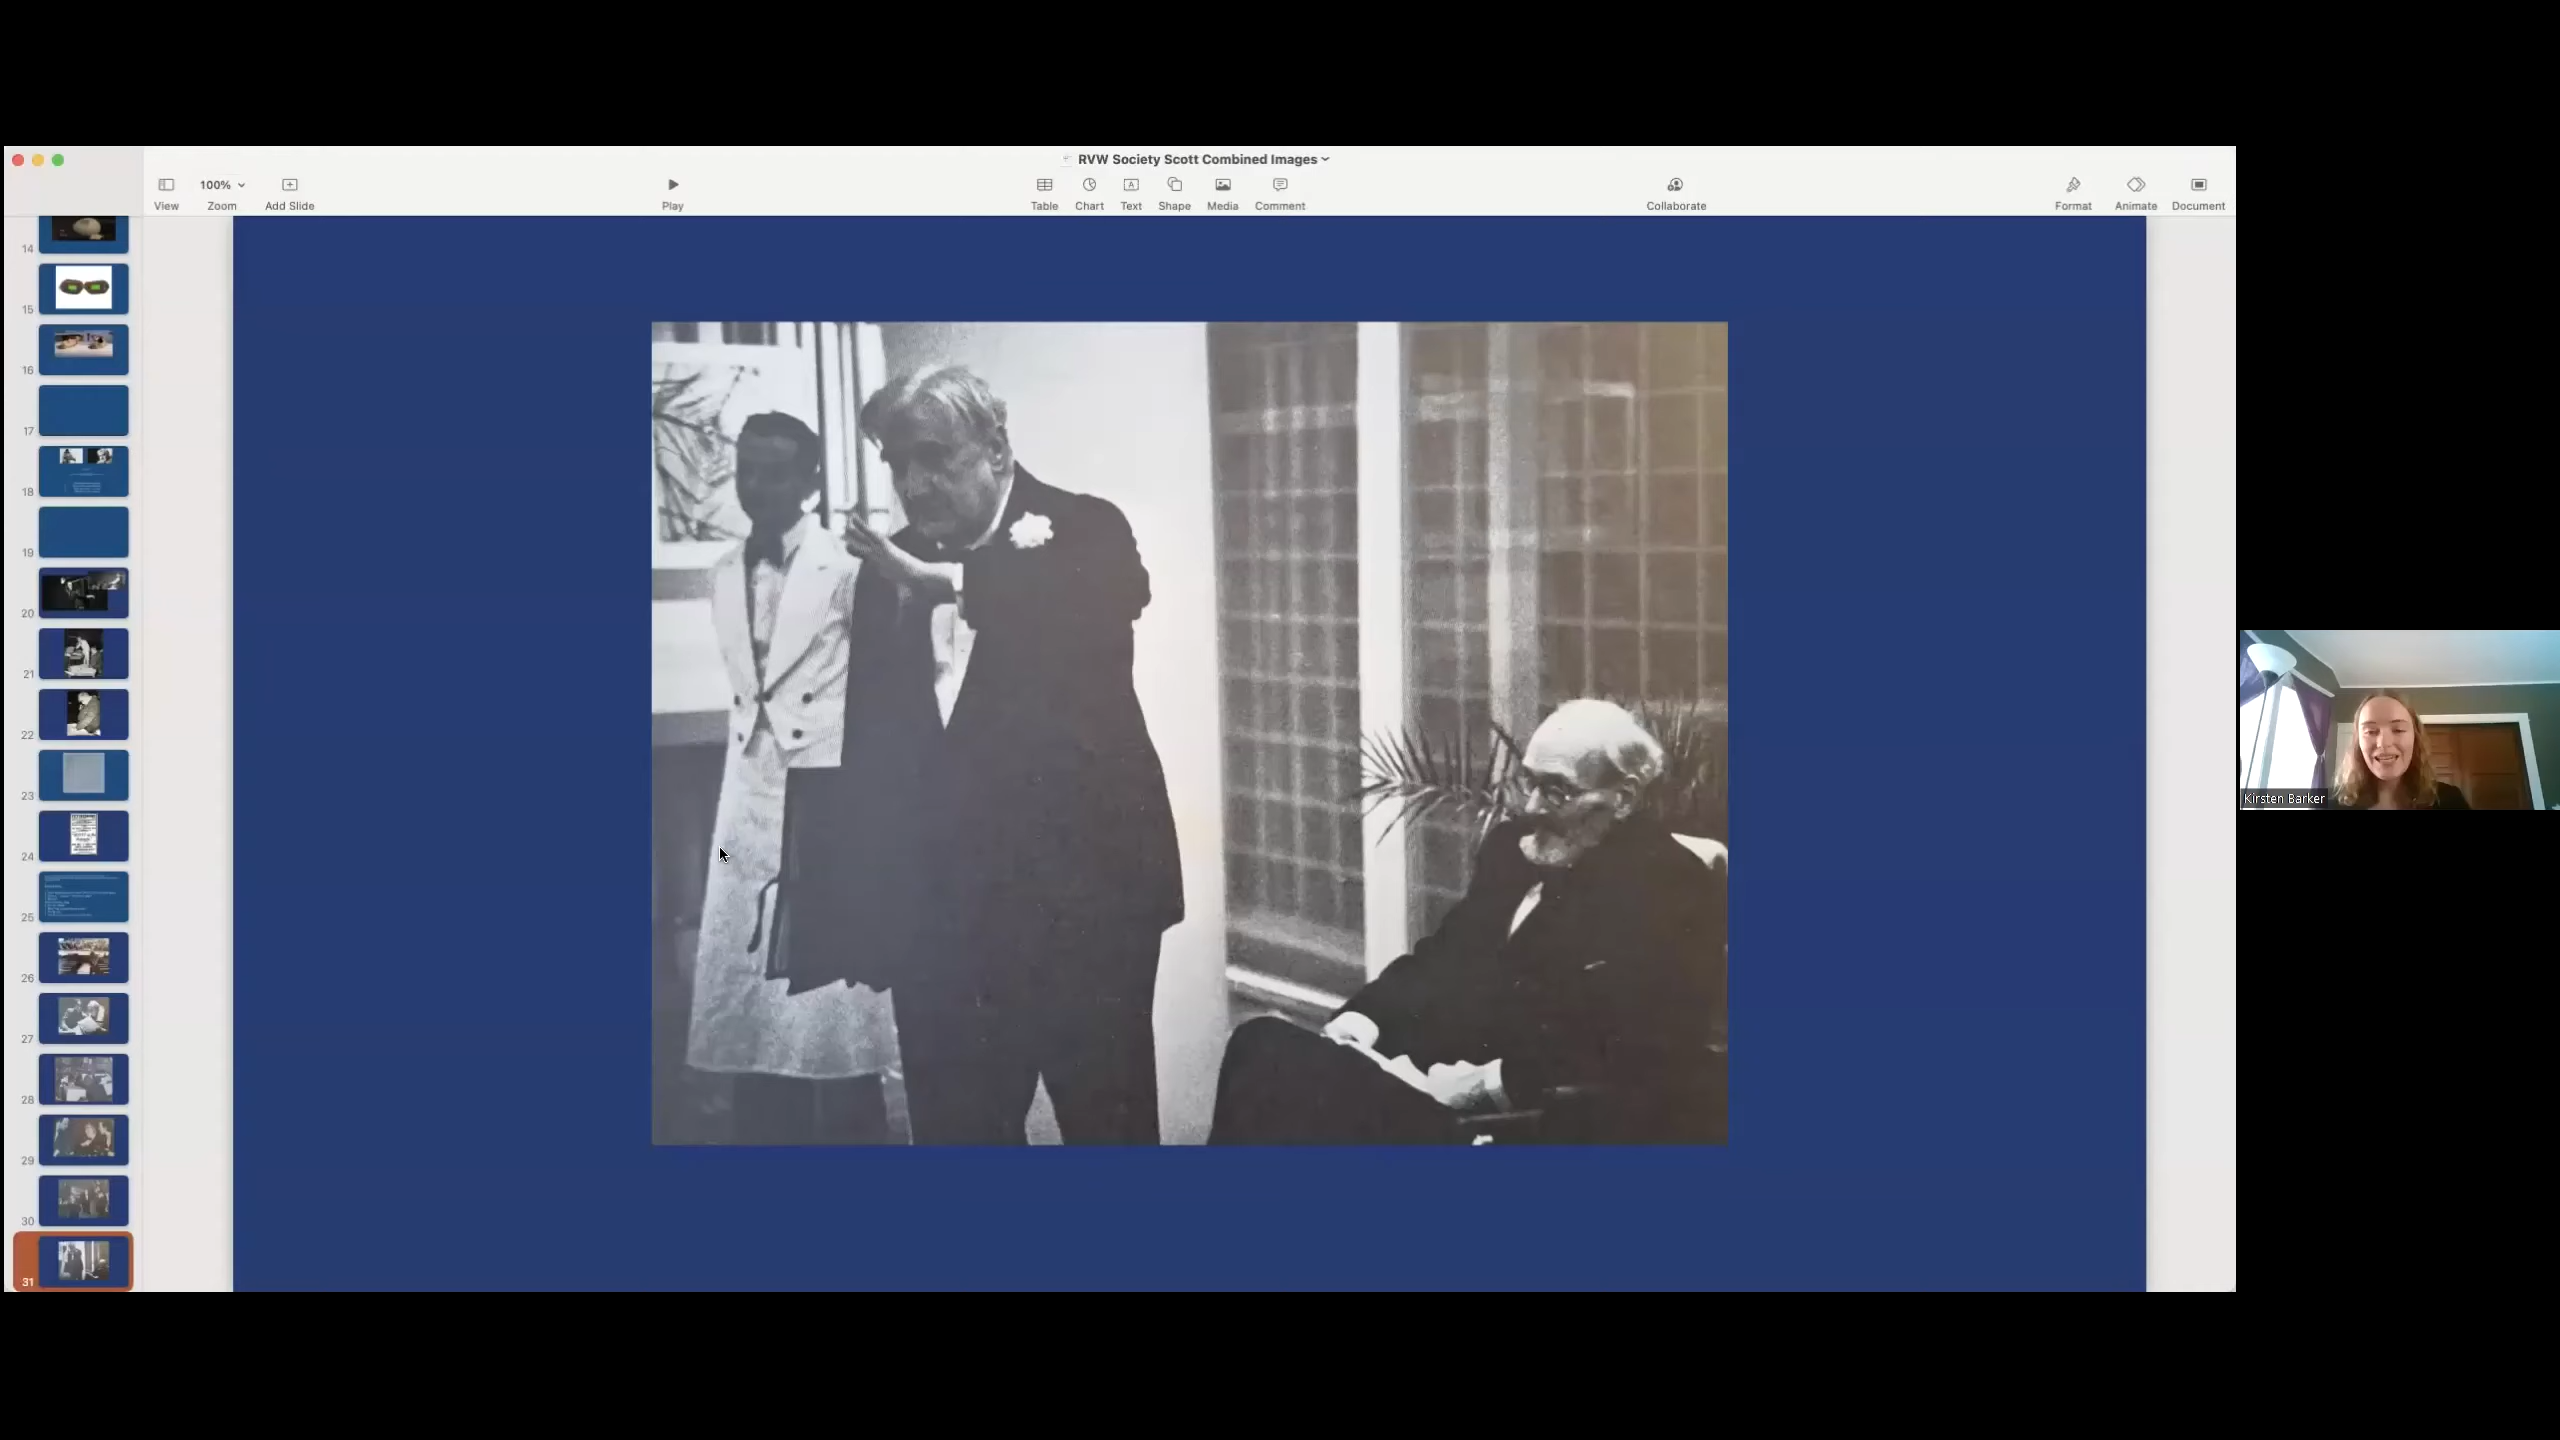 RVW Society Scott Combined Images
100%
View
Zoom
Add Slide
Play
Table
Chart
Text
Shape
Media
Comment
Collaborate
Format
Animate
Document
14
15
16
17
18
19
20
21
22
23
24
25
26
27
28
29
30
31
Kirsten Barker